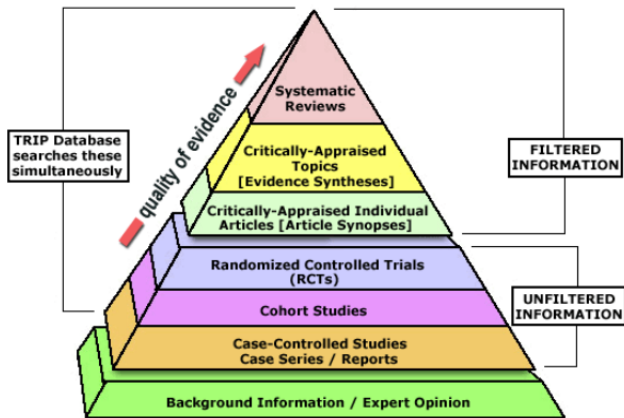 Systematic
Reviews
quality of evidence
TRIP Database
searches these
simultaneously
Critically-Appraised
Topics
[Evidence Syntheses]
FILTERED
INFORMATION
Critically-Appraised Individual
Articles [Article Synopses]
Randomized Controlled Trials
(RCTs)
UNFILTERED
INFORMATION
Cohort Studies
Case-Controlled Studies
Case Series / Reports
Background Information / Expert Opinion